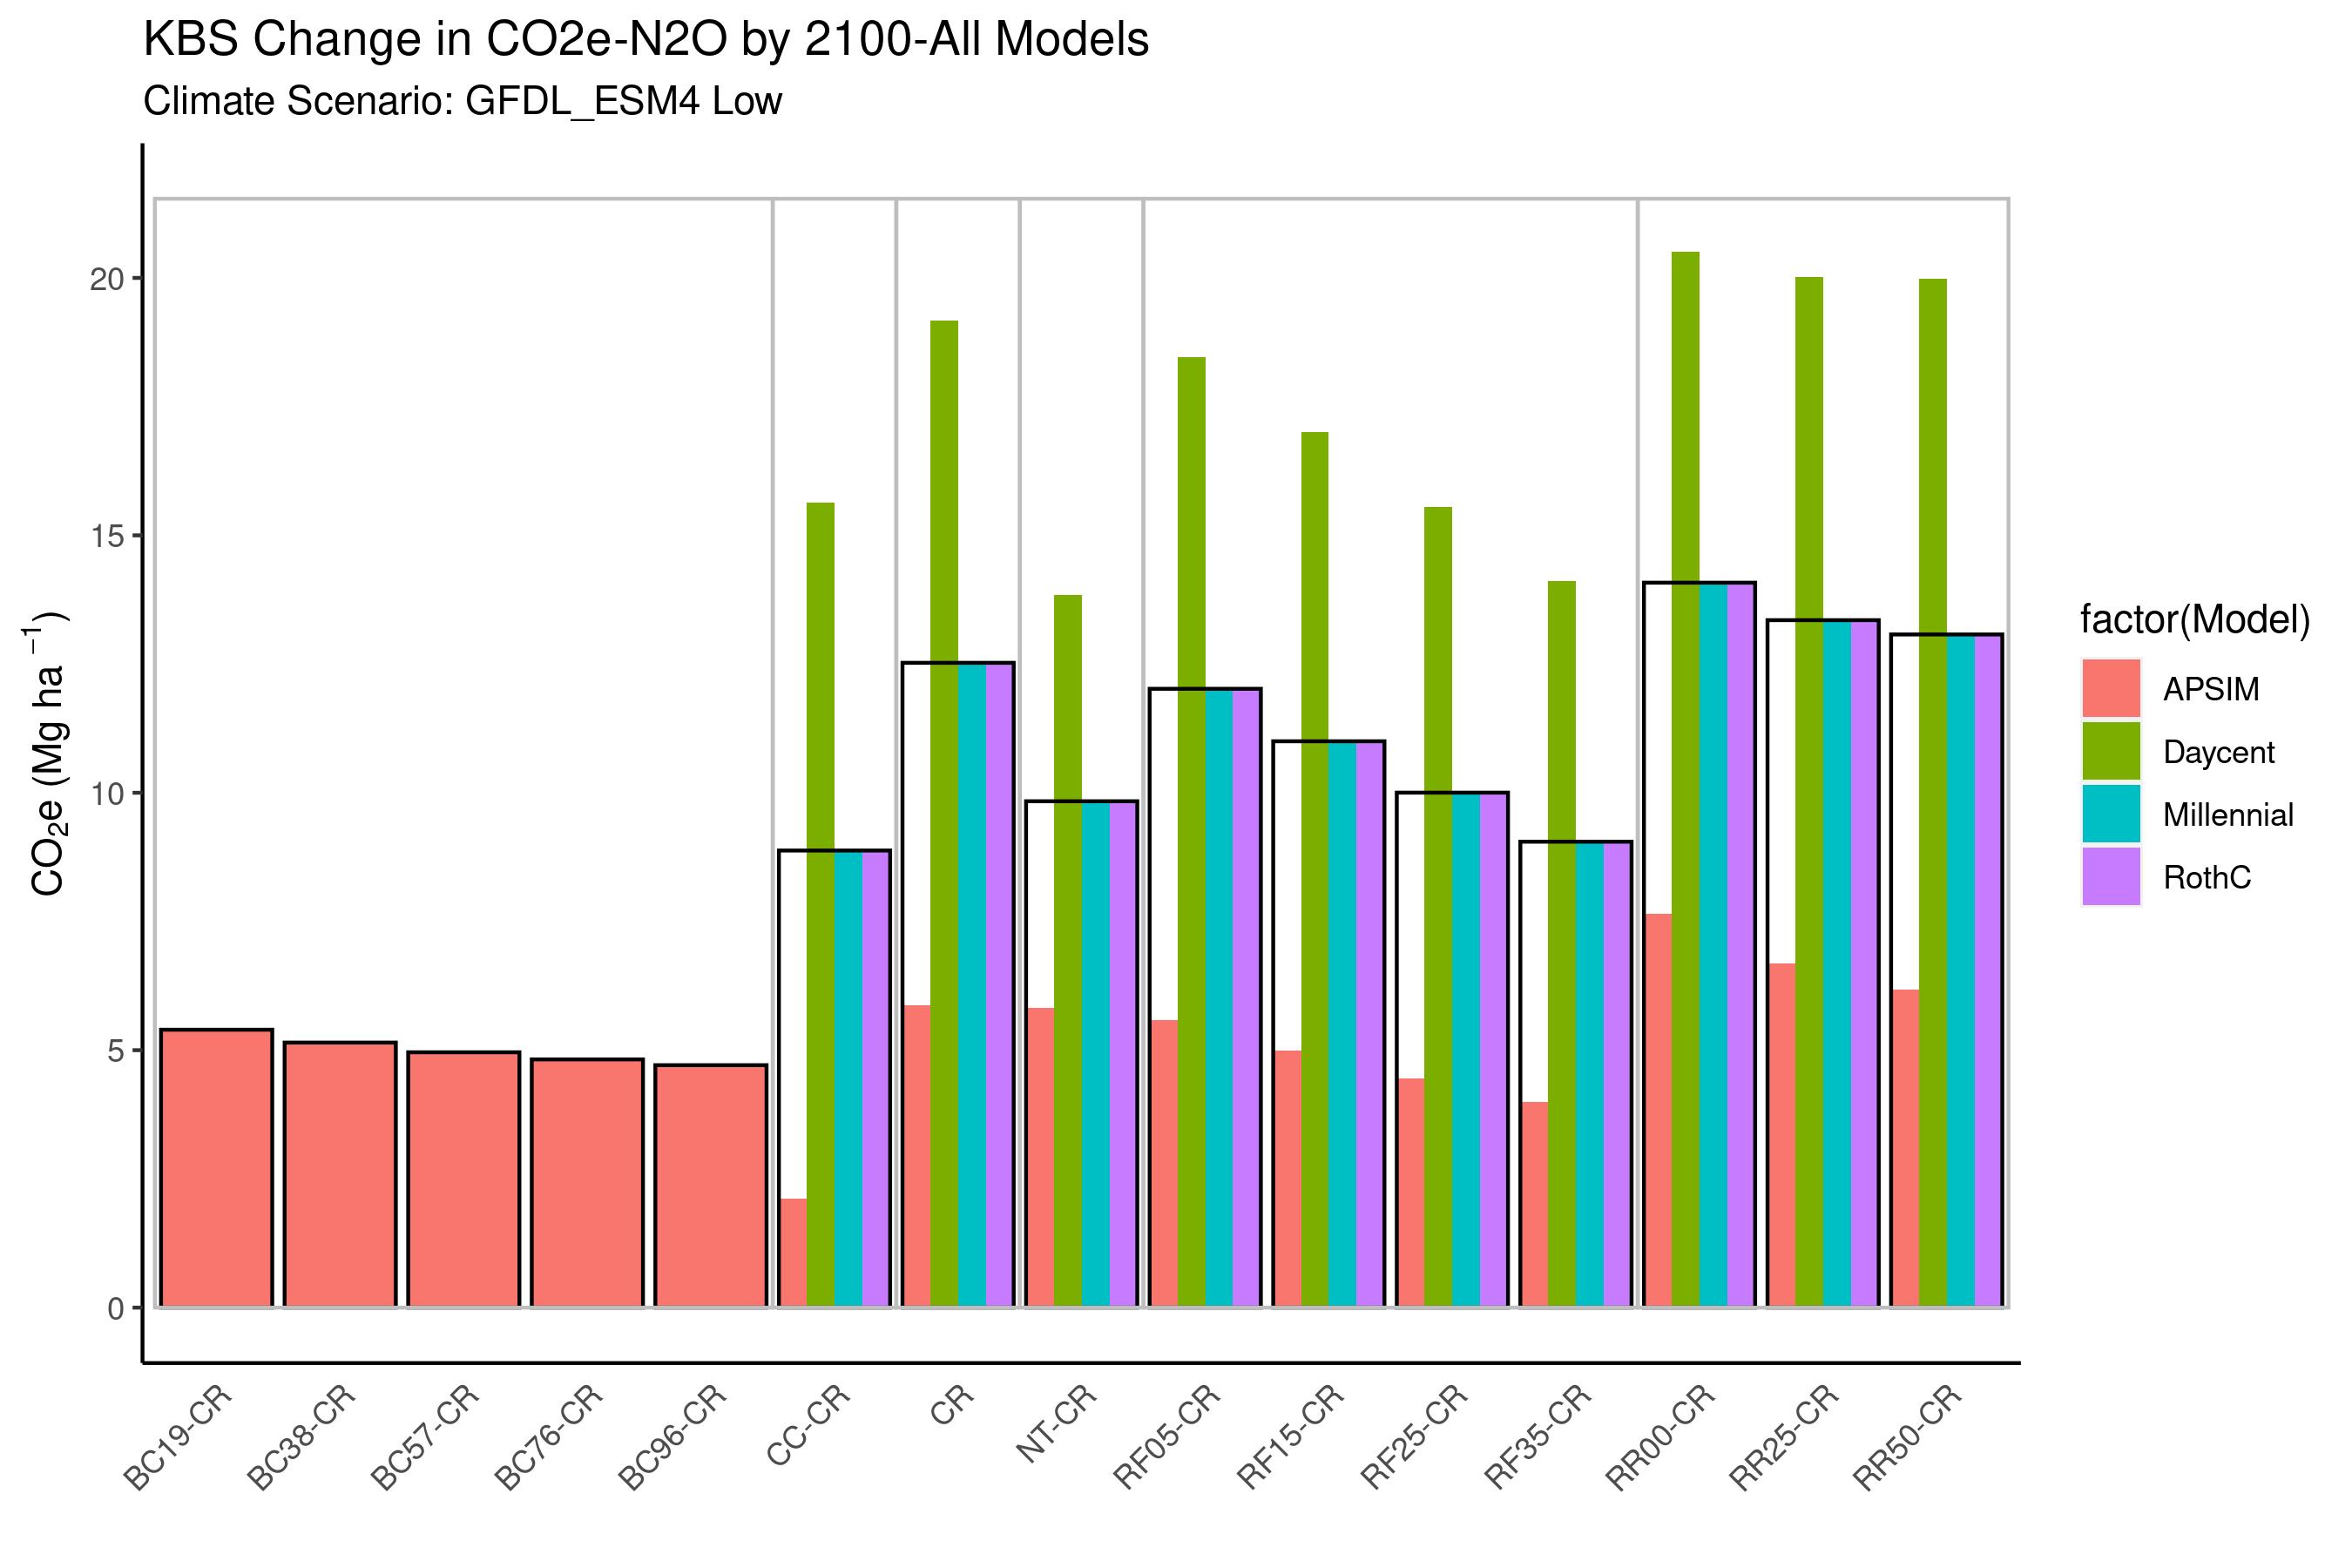 KBS Change in CO2e-N2O by 2100-All Models
Climate Scenario: GFDL_ESM4 Low
CO₂e (Mg ha⁻¹)
20
15
10
5
0
BC19-CR
BC38-CR
BC57-CR
BC76-CR
BC96-CR
CC-CR
CR
NT-CR
RF05-CR
RF15-CR
RF25-CR
RF35-CR
RR00-CR
RR25-CR
RR50-CR
factor(Model)
APSIM
Daycent
Millennial
RothC